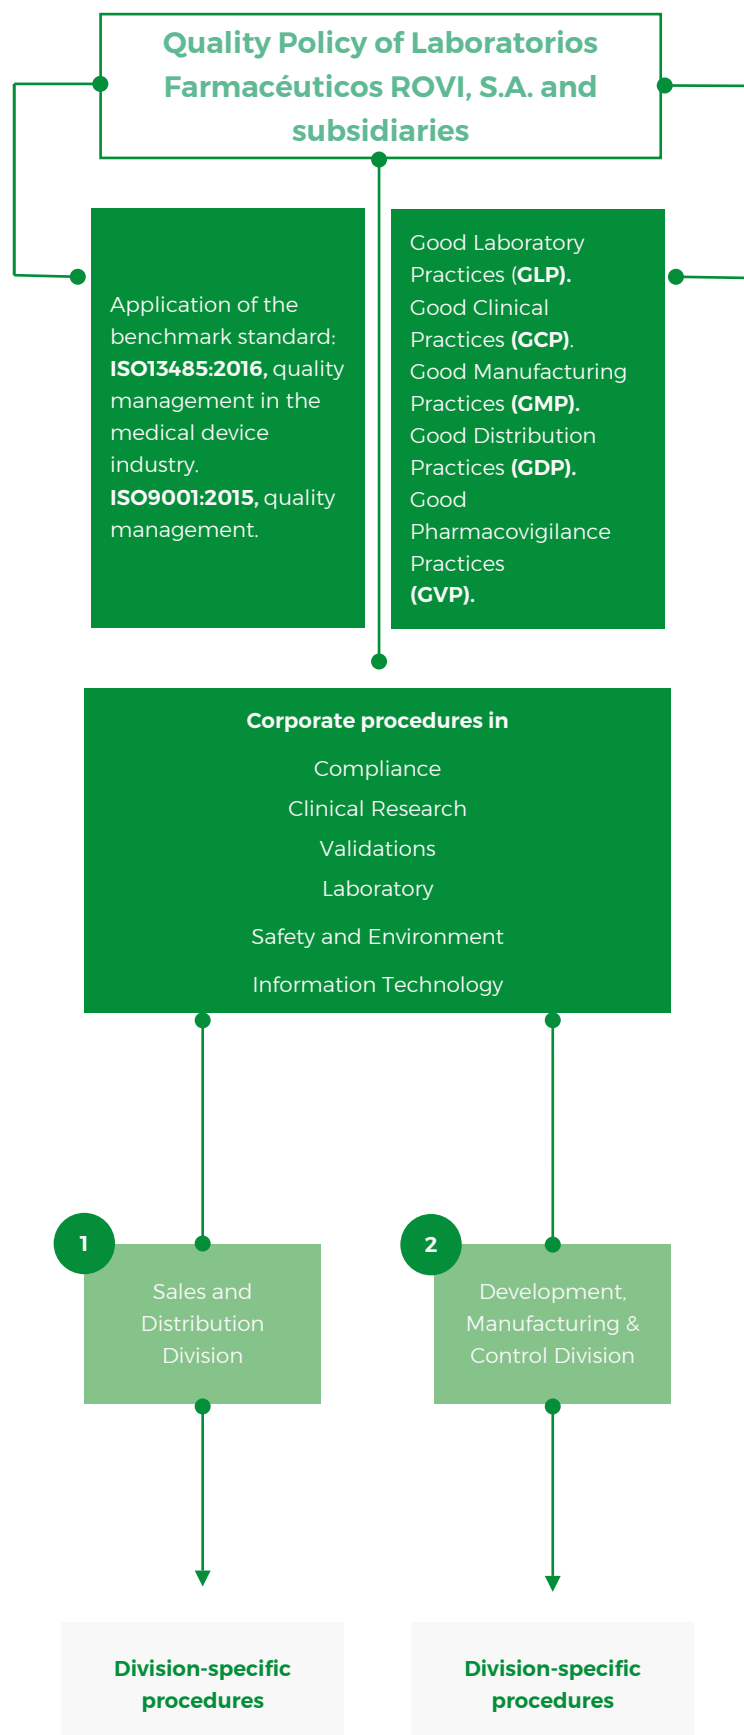 Quality Policy of Laboratorios
Farmacéuticos ROVI, S.A. and
subsidiaries
Application of the
benchmark standard:
ISO13485:2016, quality
management in the
medical device
industry.
ISO9001:2015, quality
management.
Good Laboratory
Practices (GLP).
Good Clinical
Practices (GCP).
Good Manufacturing
Practices (GMP).
Good Distribution
Practices (GDP).
Good
Pharmacovigilance
Practices
(GVP).
Corporate procedures in
Compliance
Clinical Research
Validations
Laboratory
Safety and Environment
Information Technology
1
Sales and
Distribution
Division
2
Development,
Manufacturing &
Control Division
Division-specific
procedures
Division-specific
procedures